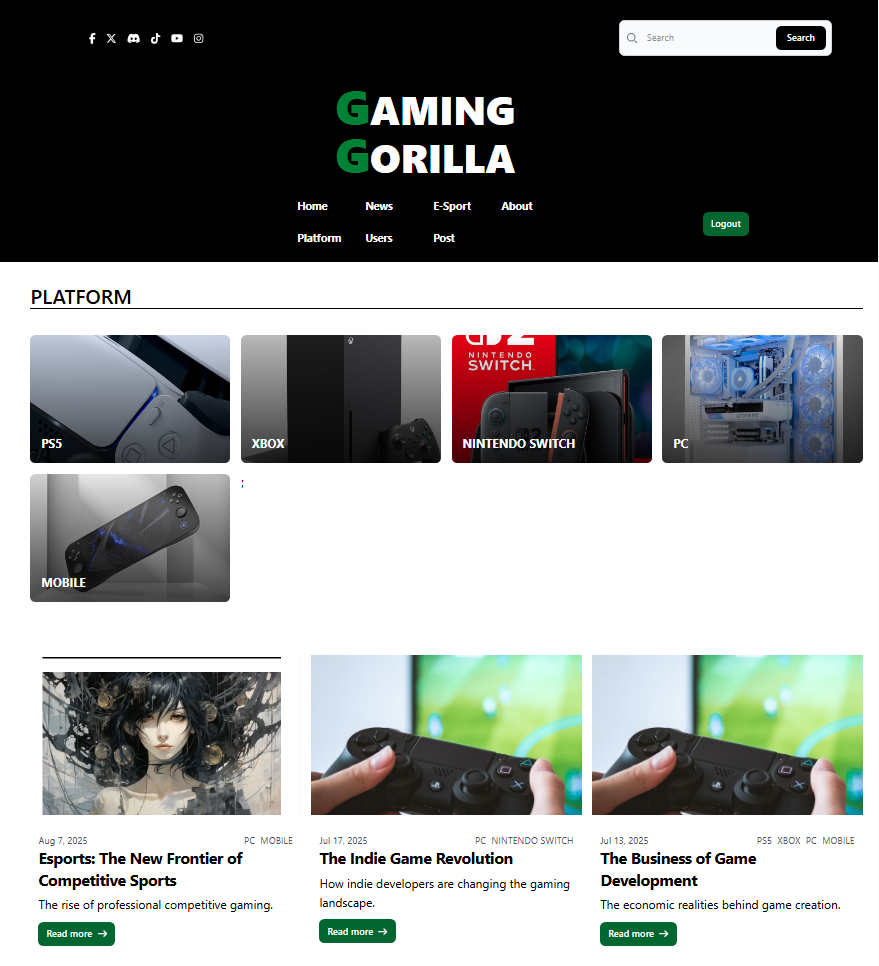 Search
Search
GAMING
GORILLA
Home News E-Sport About
Platform Users Post
Logout
PLATFORM
NINTENDO
SWITCH
PS5
XBOX
NINTENDO SWITCH
PC
;
MOBILE
Aug 7, 2025
PC MOBILE
Esports: The New Frontier of
Competitive Sports
The rise of professional competitive gaming.
Read more →
Jul 17, 2025
PC NINTENDO SWITCH
The Indie Game Revolution
How indie developers are changing the gaming
landscape.
Read more →
Jul 13, 2025
PS5 XBOX PC MOBILE
The Business of Game
Development
The economic realities behind game creation.
Read more →